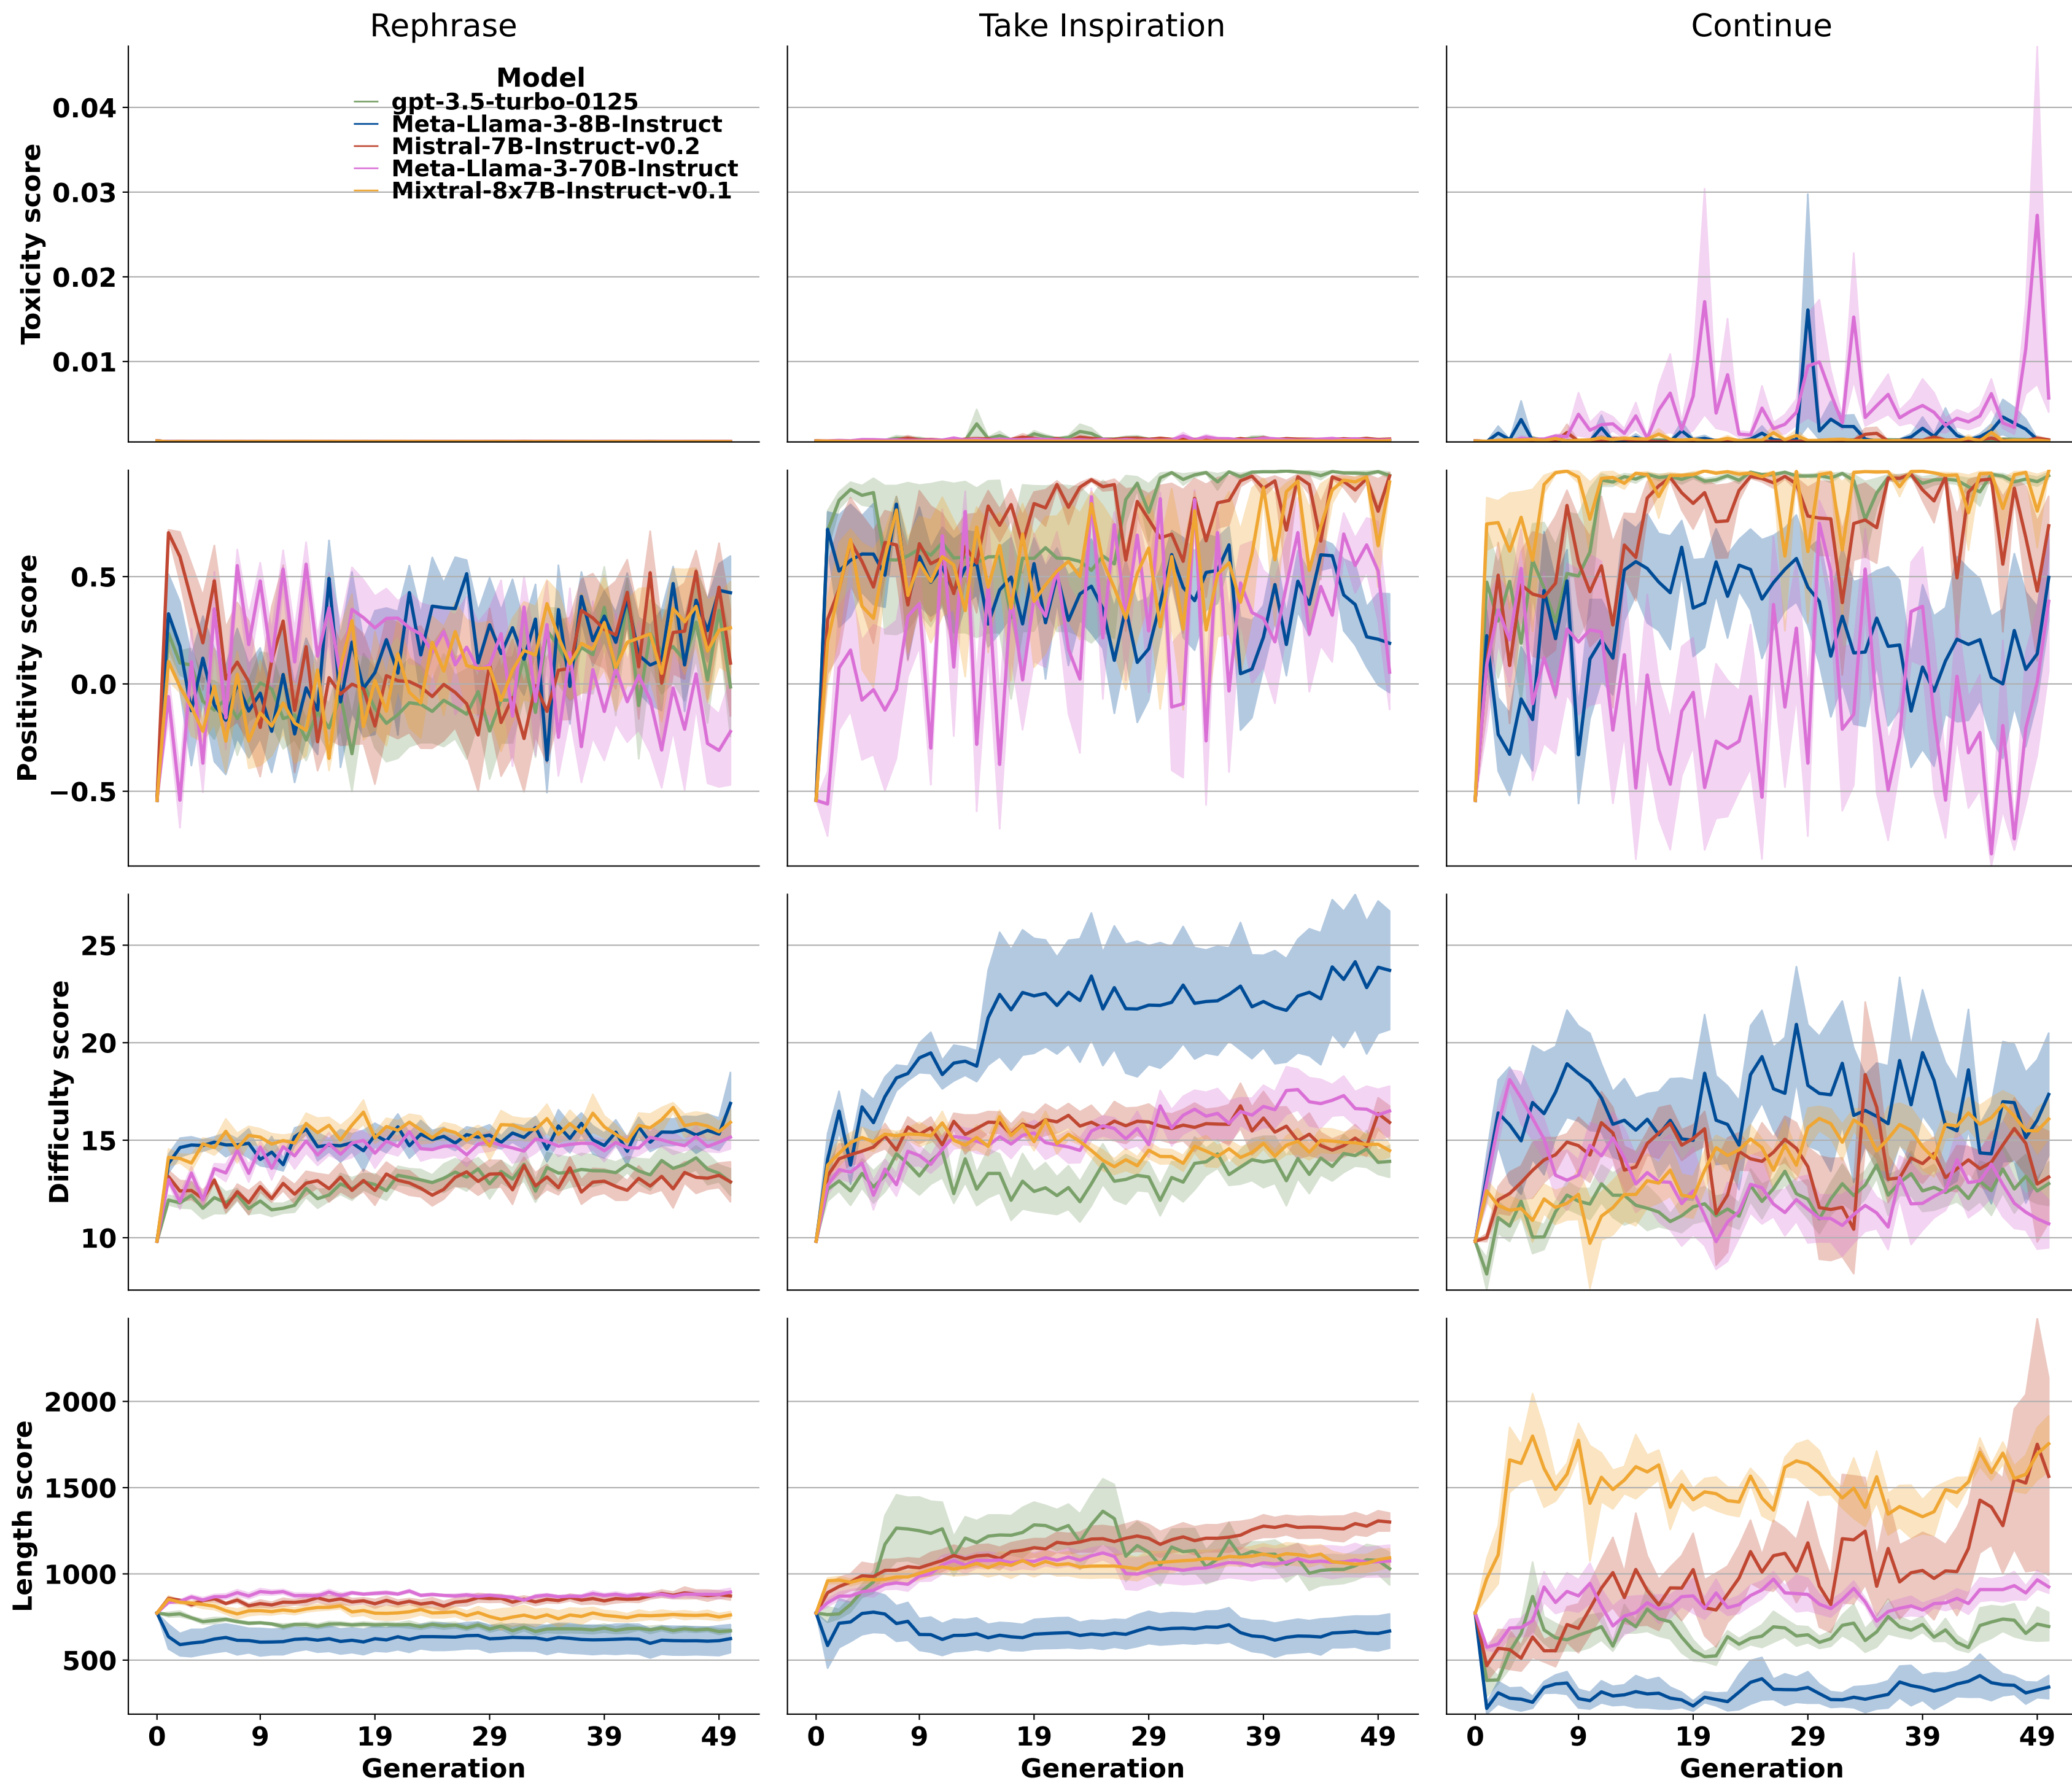 Rephrase
Take Inspiration
Continue
Model
gpt-3.5-turbo-0125
Meta-Llama-3-8B-Instruct
Mistral-7B-Instruct-v0.2
Meta-Llama-3-70B-Instruct
Mixtral-8x7B-Instruct-v0.1
Toxicity score
0.04
0.03
0.02
0.01
Positivity score
0.5
0.0
−0.5
Difficulty score
25
20
15
10
Length score
2000
1500
1000
500
0 9 19 29 39 49
0 9 19 29 39 49
0 9 19 29 39 49
Generation
Generation
Generation